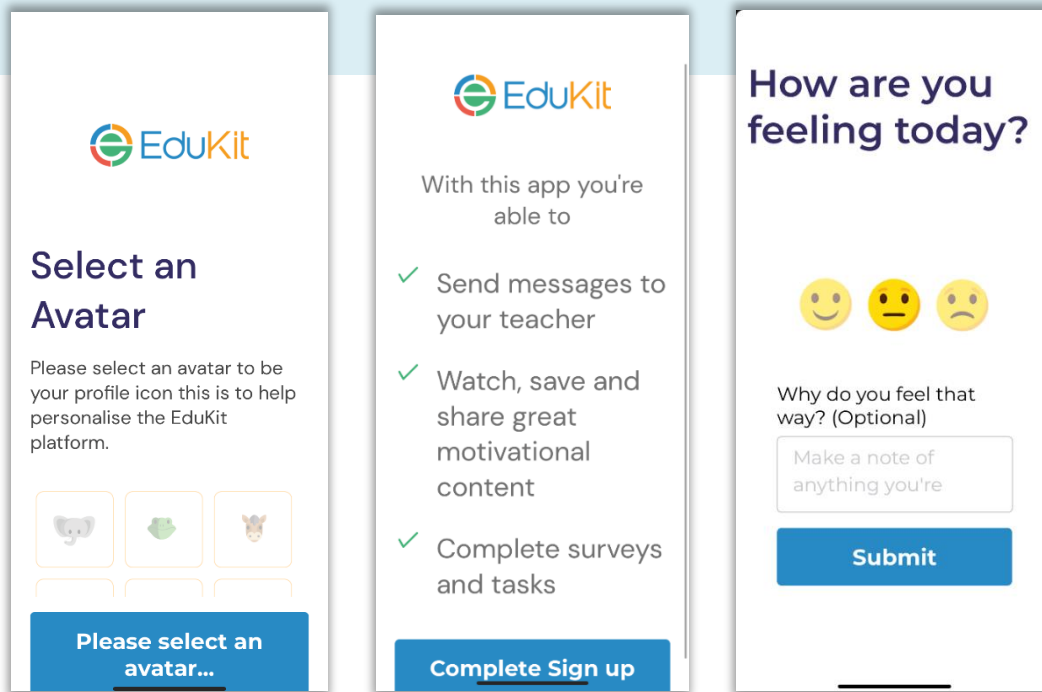 EduKit
Select an
Avatar
Please select an avatar to be
your profile icon this is to help
personalise the EduKit
platform.
Please select an
avatar...
EduKit
With this app you're
able to
Send messages to
your teacher
Watch, save and
share great
motivational
content
Complete surveys
and tasks
Complete Sign up
How are you
feeling today?
Why do you feel that
way? (Optional)
Make a note of
anything you're
Submit